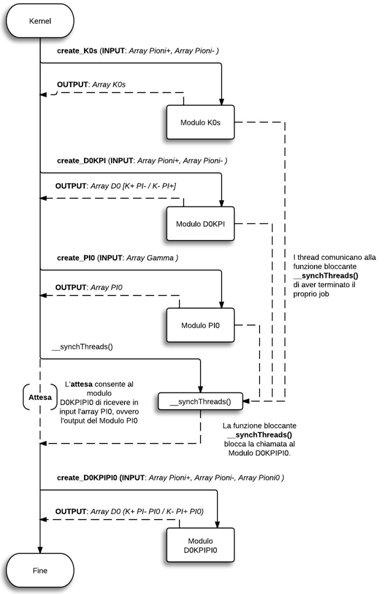 Kernel
create_K0s (INPUT: Array Pioni+, Array Pioni- )
OUTPUT: Array K0s
Modulo K0s
create_D0KPI (INPUT: Array Pioni+, Array Pioni- )
OUTPUT: Array D0 [K+ PI- / K- PI+]
Modulo D0KPI
I thread comunicano alla
funzione bloccante
__synchThreads()
di aver terminato il
proprio job
create_PI0 (INPUT: Array Gamma )
OUTPUT: Array PI0
Modulo PI0
__synchThreads()
Attesa
L'attesa consente al
modulo
D0KPIPI0 di ricevere in
input l'array PI0, ovvero
l'output del Modulo PI0
__synchThreads()
La funzione bloccante
__synchThreads()
blocca la chiamata al
Modulo D0KPIPI0.
create_D0KPIPI0 (INPUT: Array Pioni+, Array Pioni-, Array Pioni0 )
OUTPUT: Array D0 (K+ PI- PI0 / K- PI+ PI0)
Modulo
D0KPIPI0
Fine